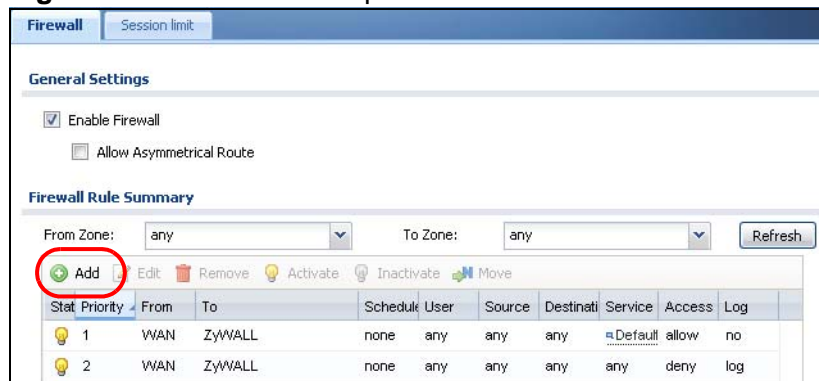 Firewall Session limit
General Settings
Enable Firewall
Allow Asymmetrical Route
Firewall Rule Summary
From Zone: any To Zone: any Refresh
Add Edit Remove Activate Inactivate Move
Stat Priority From To Schedule User Source Destinati Service Access Log
1 WAN ZyWALL none any any any Default allow no
2 WAN ZyWALL none any any any any deny log